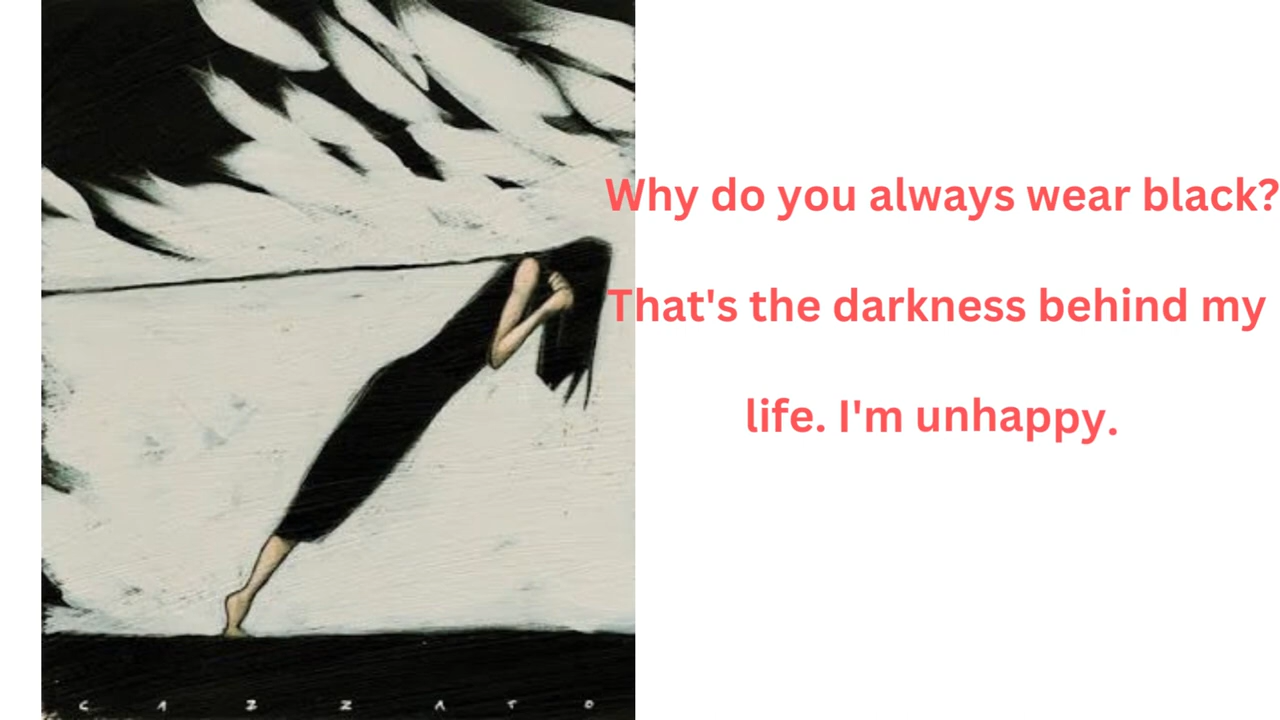 Why do you always wear black?
That's the darkness behind my
life. I'm unhappy.
C A Z Z A T O